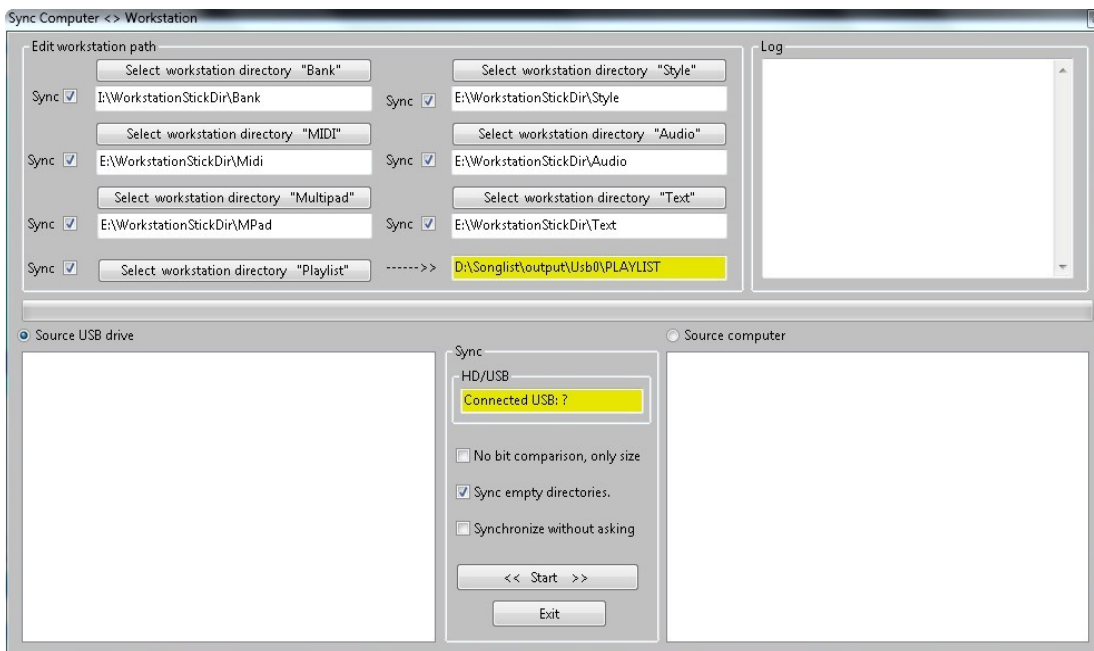 Sync Computer <> Workstation
Edit workstation path
Log
Select workstation directory "Bank"
Select workstation directory "Style"
Sync
I:\WorkstationStickDir\Bank
Sync
E:\WorkstationStickDir\Style
Select workstation directory "MIDI"
Select workstation directory "Audio"
Sync
E:\WorkstationStickDir\Midi
Sync
E:\WorkstationStickDir\Audio
Select workstation directory "Multipad"
Select workstation directory "Text"
Sync
E:\WorkstationStickDir\MPad
Sync
E:\WorkstationStickDir\Text
Sync
Select workstation directory "Playlist"
------>>
D:\Songlist\output\Usb0\PLAYLIST
Source USB drive
Source computer
Sync
HD/USB
Connected USB: ?
No bit comparison, only size
Sync empty directories.
Synchronize without asking
<< Start >>
Exit